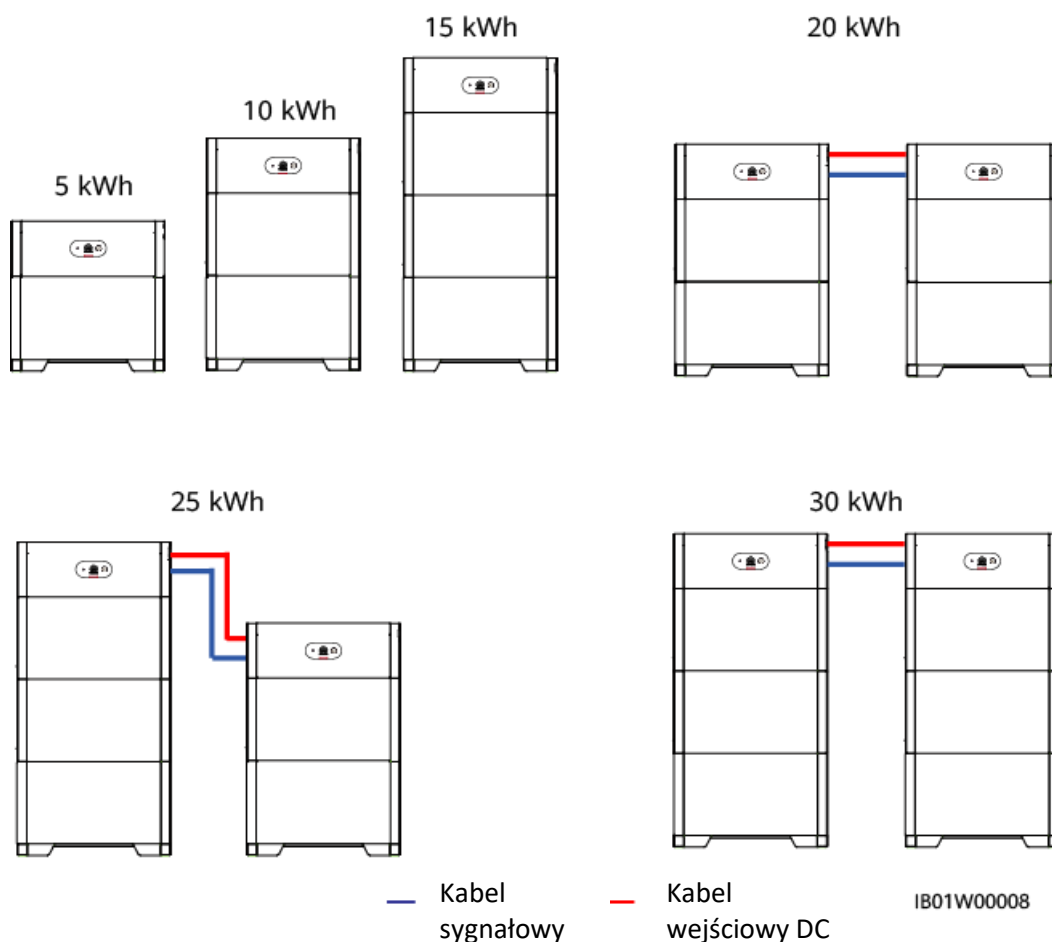 15 kWh
20 kWh
10 kWh
5 kWh
25 kWh
30 kWh
Kabel
sygnałowy
Kabel
wejściowy DC
IB01W00008